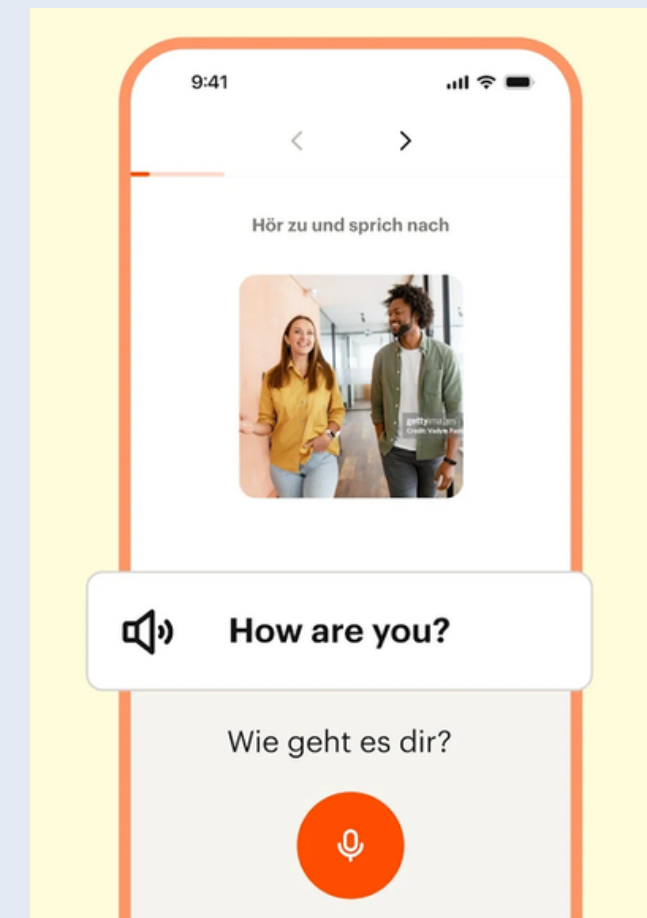 9:41
Hör zu und sprich nach
gettyimages
How are you?
Wie geht es dir?